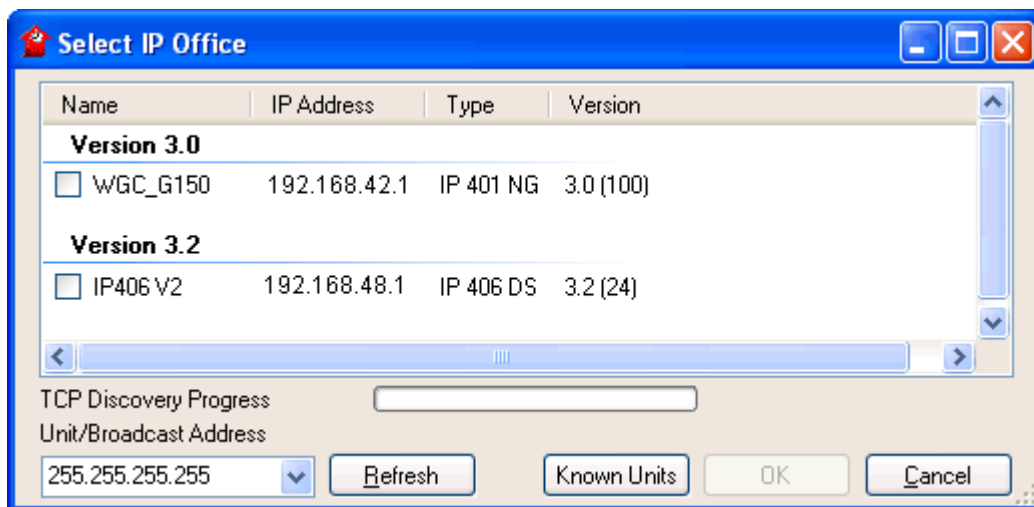 Select IP Office
Name IP Address Type Version
Version 3.0
WGC_G150 192.168.42.1 IP 401 NG 3.0 (100)
Version 3.2
IP406 V2 192.168.48.1 IP 406 DS 3.2 (24)
TCP Discovery Progress
Unit/Broadcast Address
255.255.255.255 Refresh Known Units OK Cancel